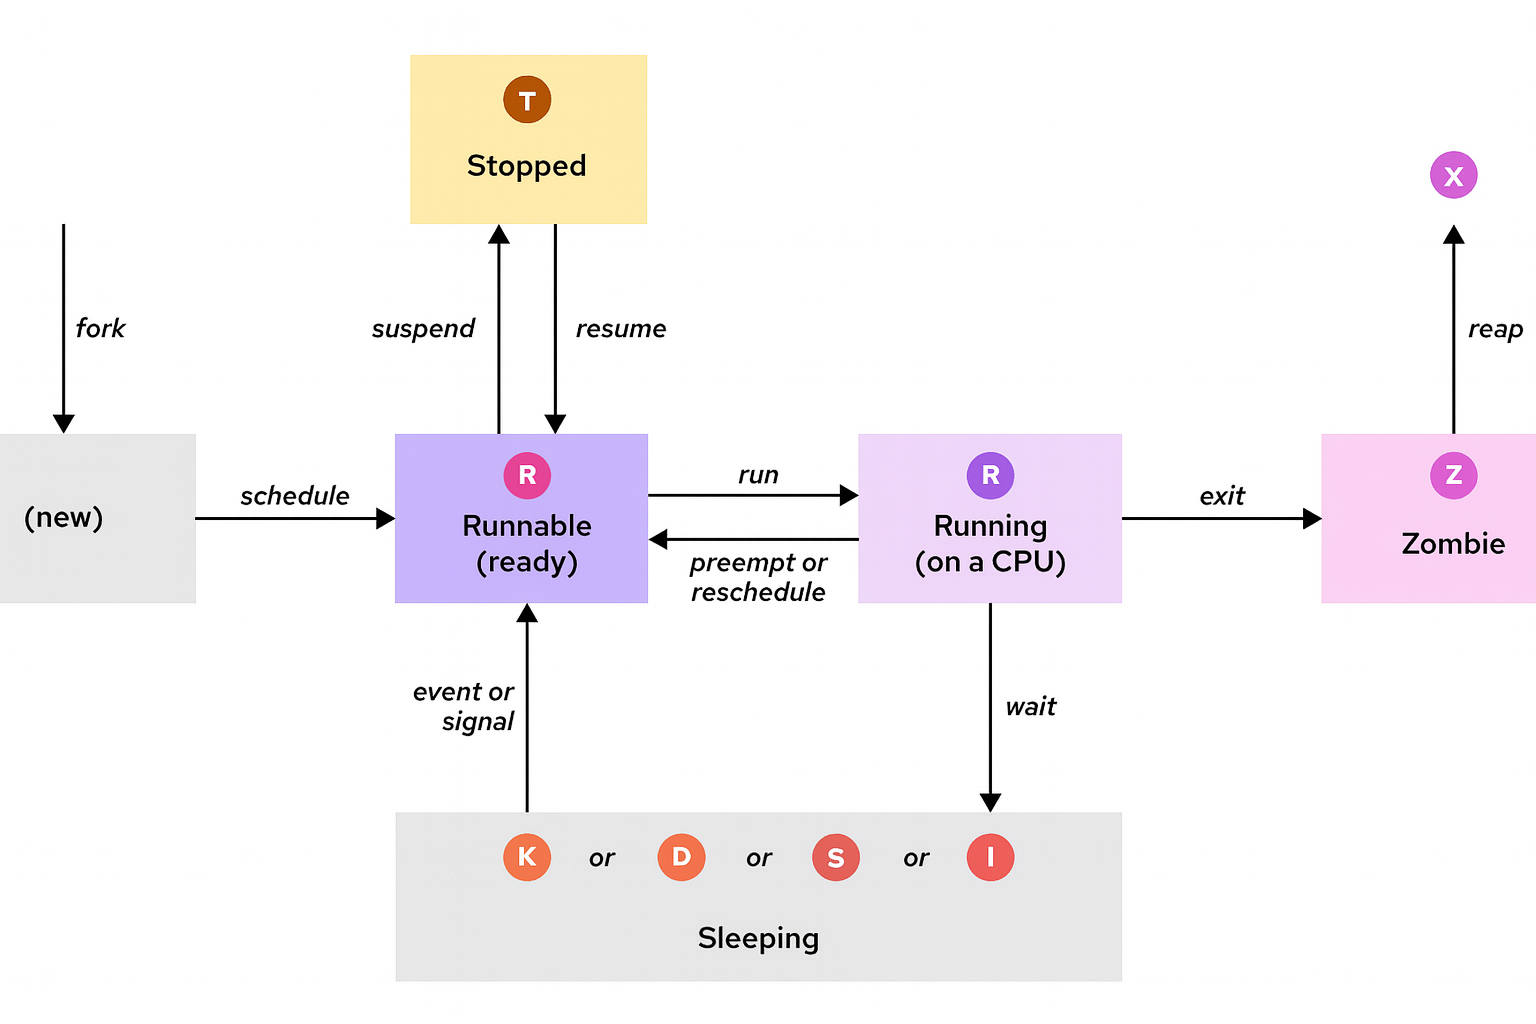 T
Stopped
X
fork
suspend
resume
reap
(new)
schedule
R
Runnable
(ready)
run
preempt or
reschedule
R
Running
(on a CPU)
exit
Z
Zombie
event or
signal
wait
K or D or S or I
Sleeping